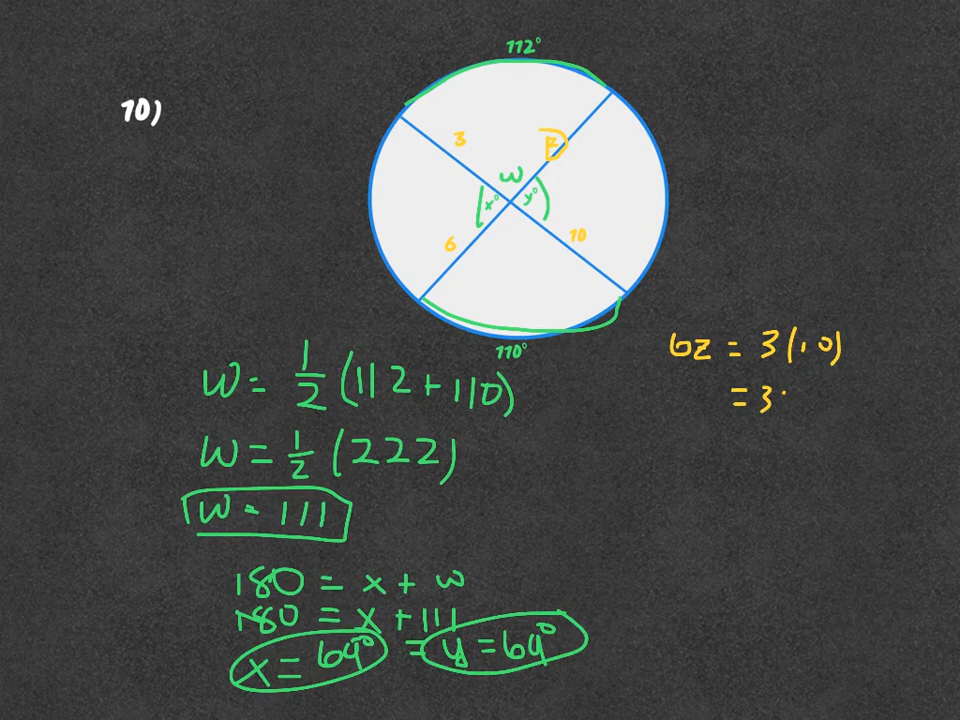 112°
10)
3
z
w
x°
y°
6
10
110°
w = 1/2 (112 + 110)
6z = 3(10)
= 3
w = 1/2 (222)
w = 111
180 = x + w
180 = x + 111
x = 69° = y = 69°